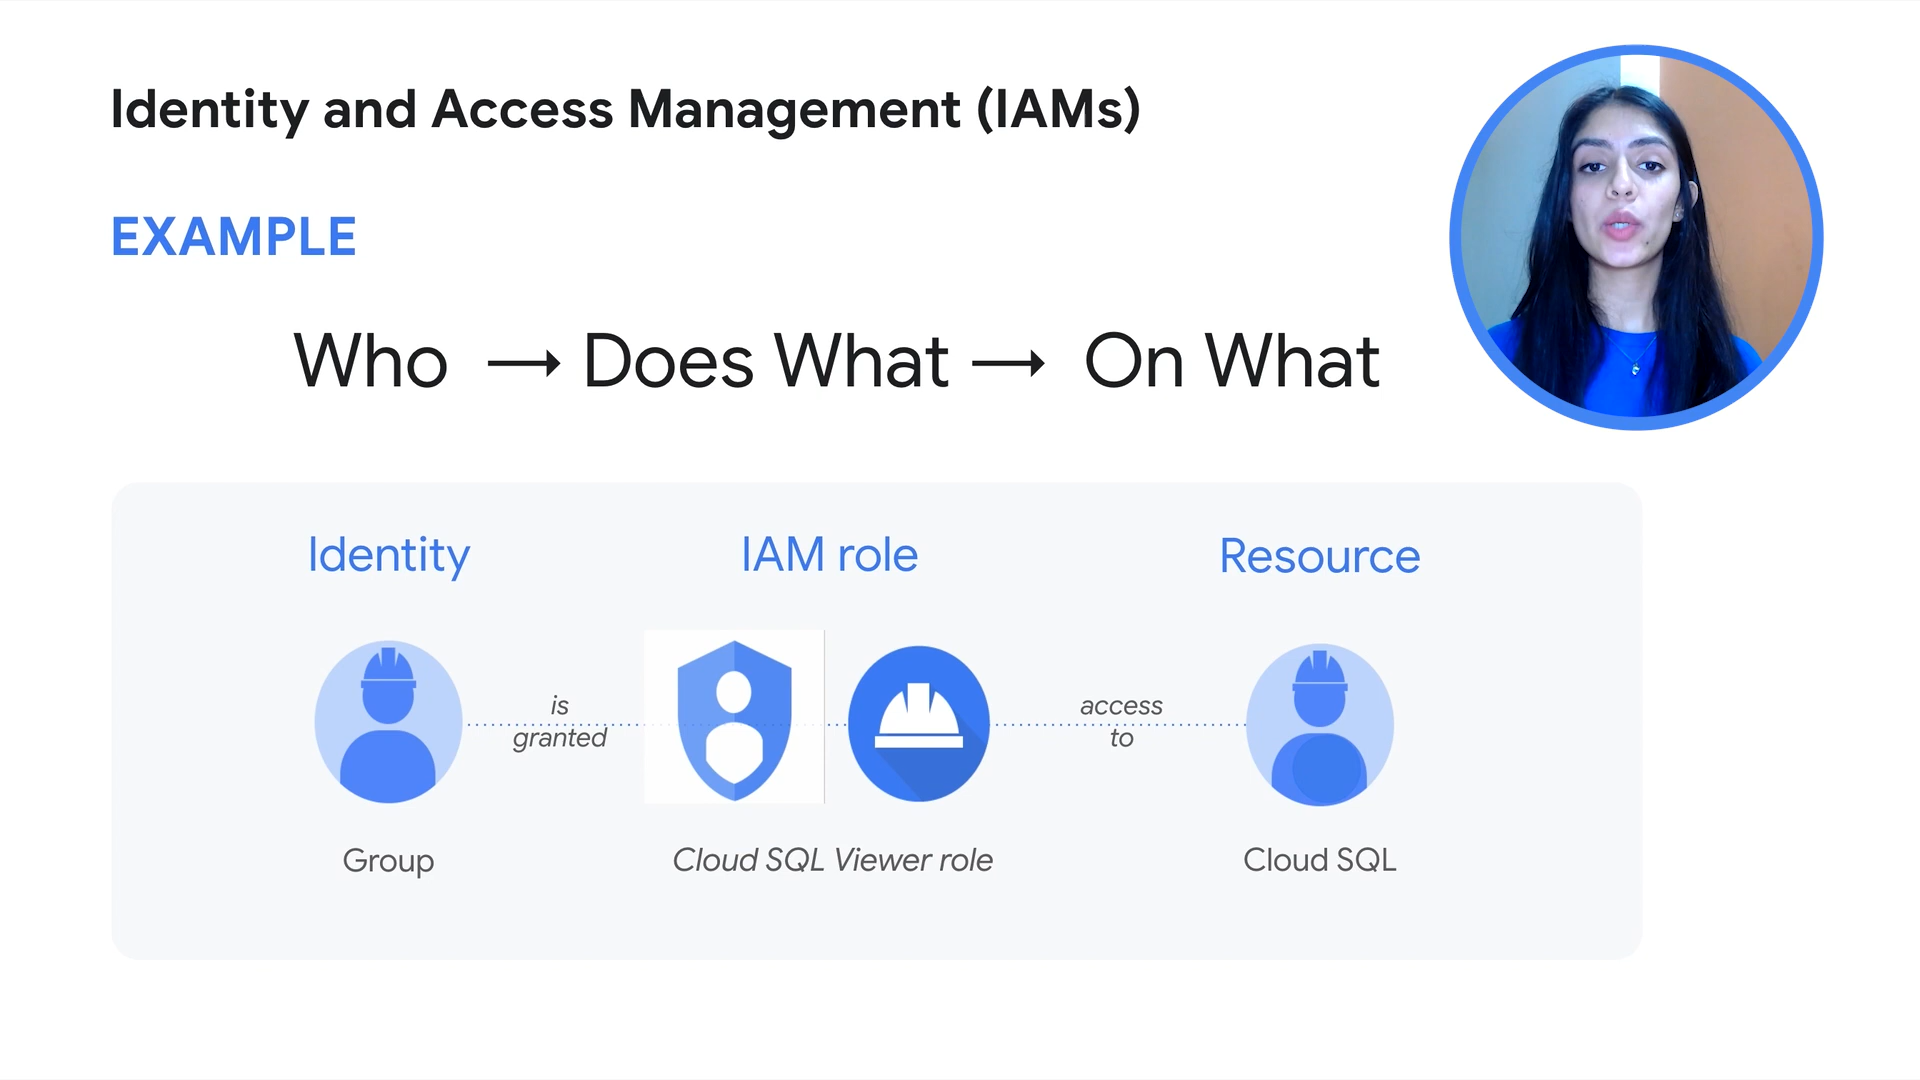 Identity and Access Management (IAMs)
EXAMPLE
Who → Does What → On What
Identity IAM role Resource
is granted
access to
Group Cloud SQL Viewer role Cloud SQL